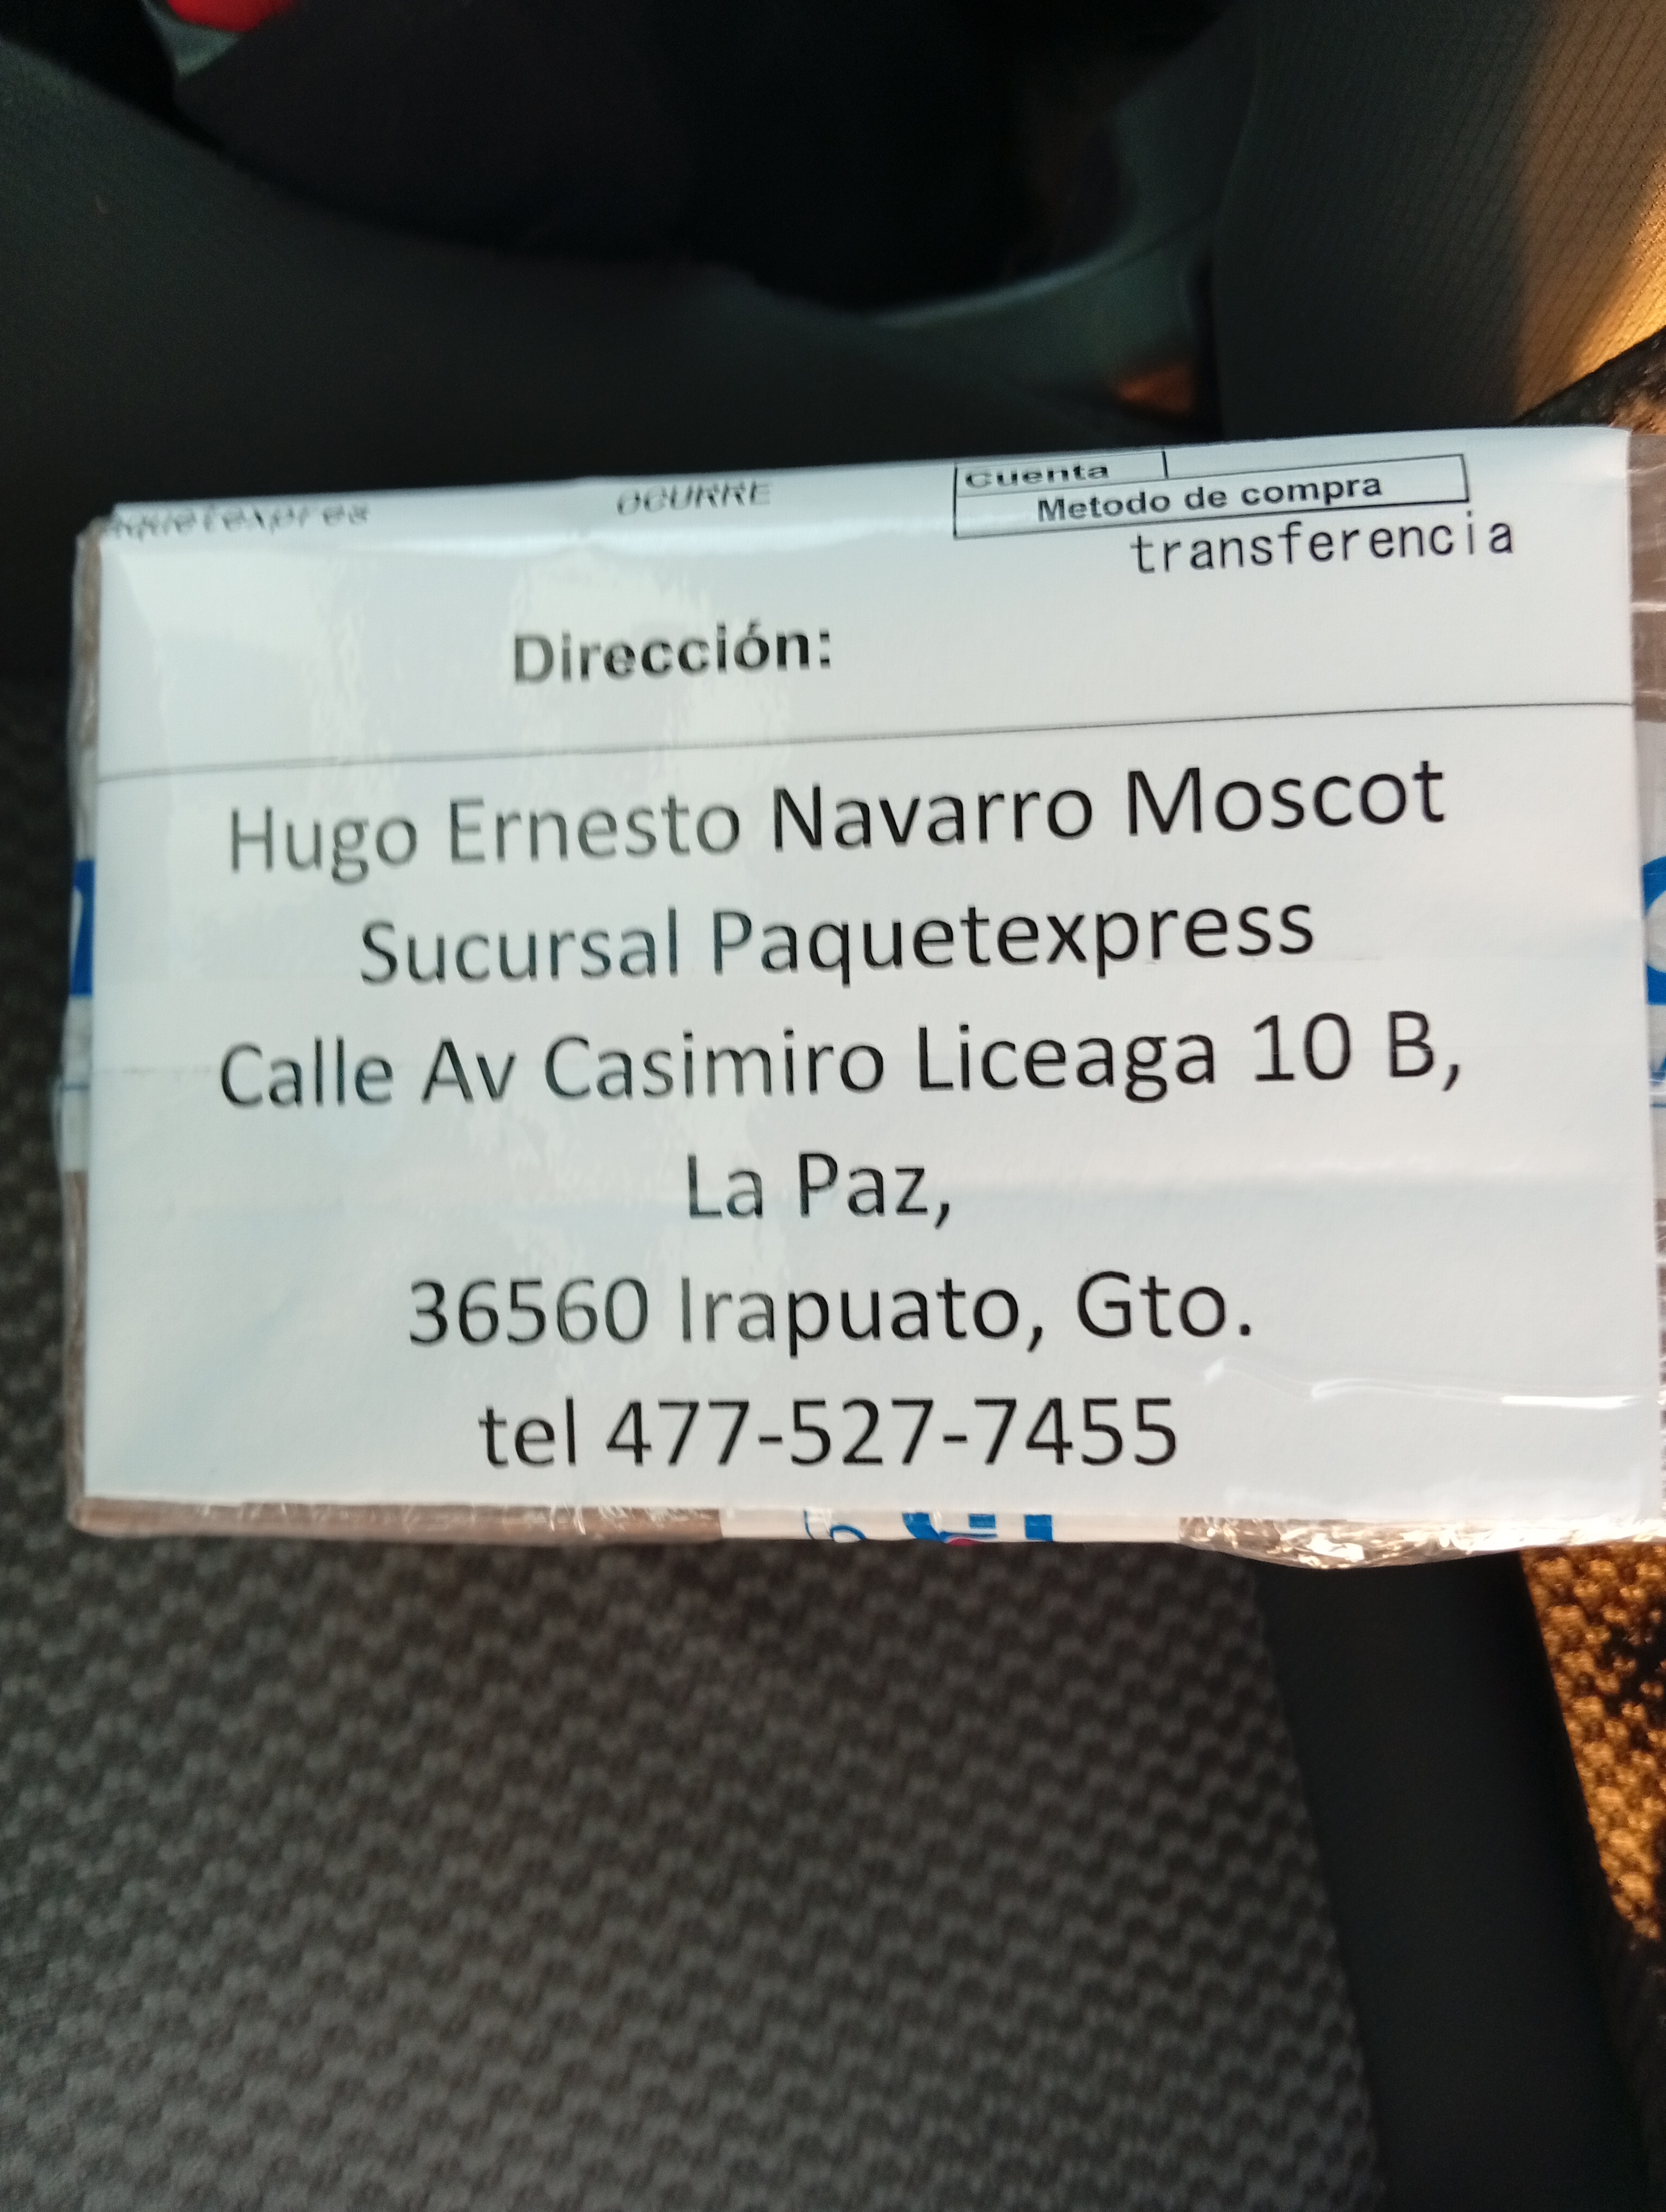 Paquetexpres
OCURRE
Cuenta
Metodo de compra
transferencia
Dirección:
Hugo Ernesto Navarro Moscot
Sucursal Paquetexpress
Calle Av Casimiro Liceaga 10 B,
La Paz,
36560 Irapuato, Gto.
tel 477-527-7455